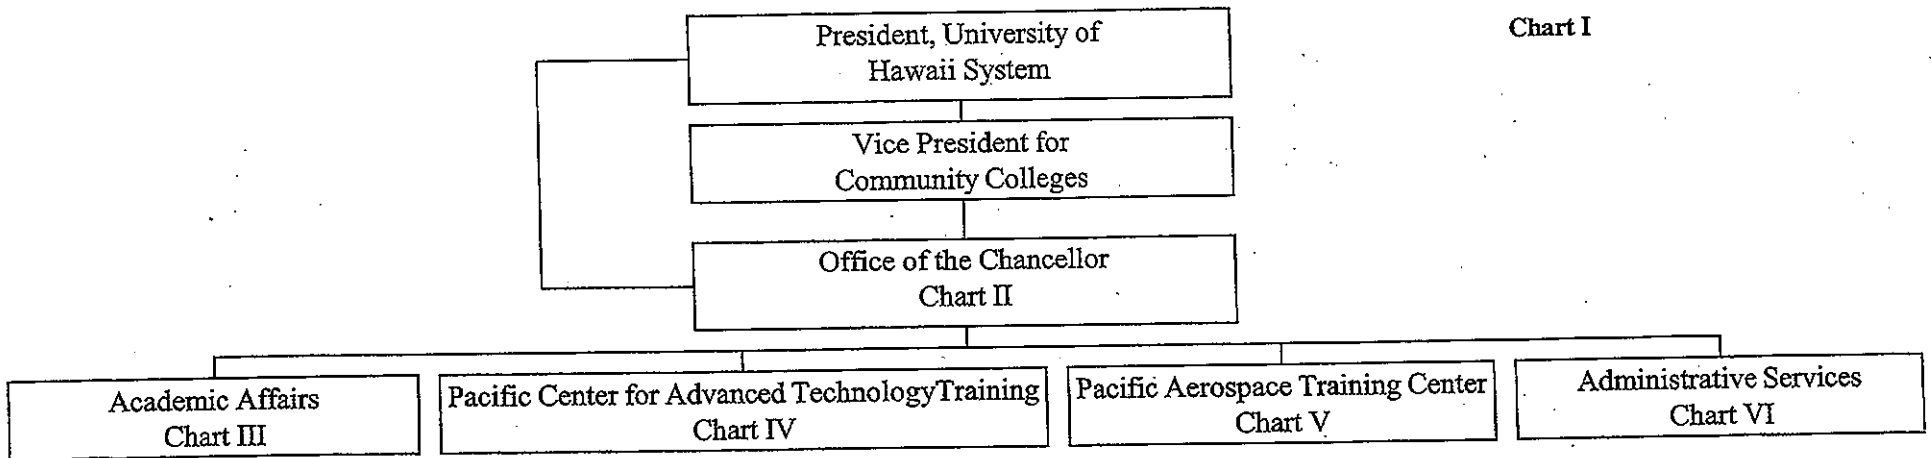 Chart I
President, University of
Hawaii System
Vice President for
Community Colleges
Office of the Chancellor
Chart II
Academic Affairs
Chart III
Pacific Center for Advanced TechnologyTraining
Chart IV
Pacific Aerospace Training Center
Chart V
Administrative Services
Chart VI